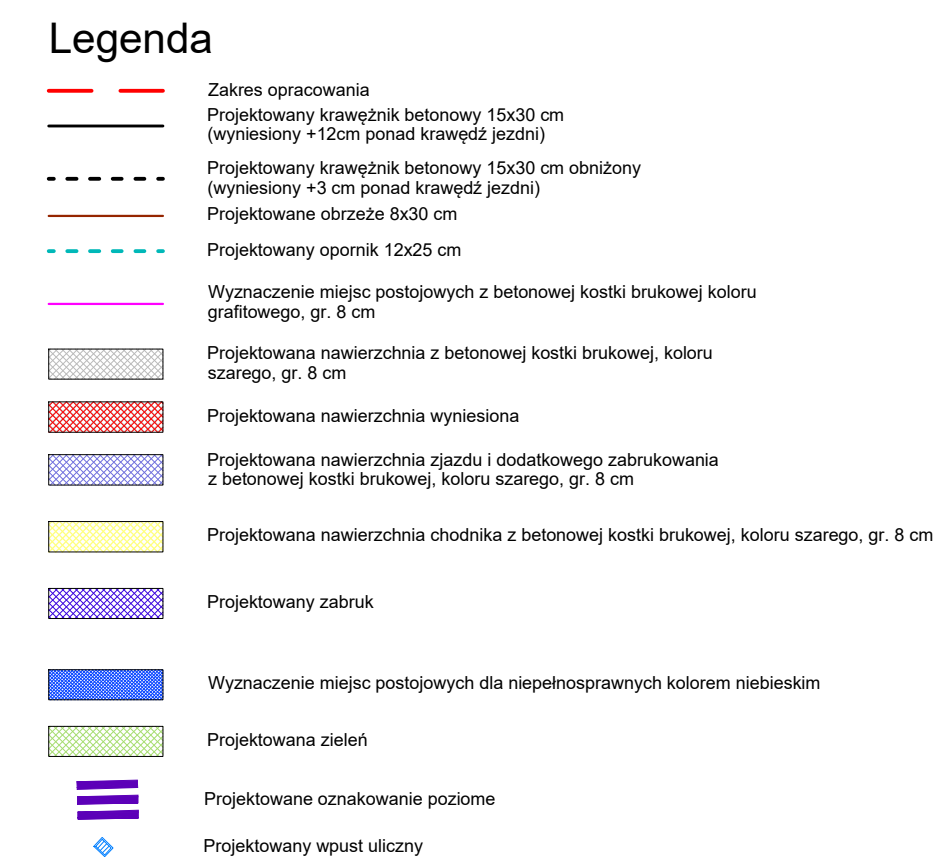 Legenda
Zakres opracowania
Projektowany krawężnik betonowy 15x30 cm
(wyniesiony +12cm ponad krawędź jezdni)
Projektowany krawężnik betonowy 15x30 cm obniżony
(wyniesiony +3 cm ponad krawędź jezdni)
Projektowane obrzeże 8x30 cm
Projektowany opornik 12x25 cm
Wyznaczenie miejsc postojowych z betonowej kostki brukowej koloru
grafitowego, gr. 8 cm
Projektowana nawierzchnia z betonowej kostki brukowej, koloru
szarego, gr. 8 cm
Projektowana nawierzchnia wyniesiona
Projektowana nawierzchnia zjazdu i dodatkowego zabrukowania
z betonowej kostki brukowej, koloru szarego, gr. 8 cm
Projektowana nawierzchnia chodnika z betonowej kostki brukowej, koloru szarego, gr. 8 cm
Projektowany zabruk
Wyznaczenie miejsc postojowych dla niepełnosprawnych kolorem niebieskim
Projektowana zieleń
Projektowane oznakowanie poziome
Projektowany wpust uliczny